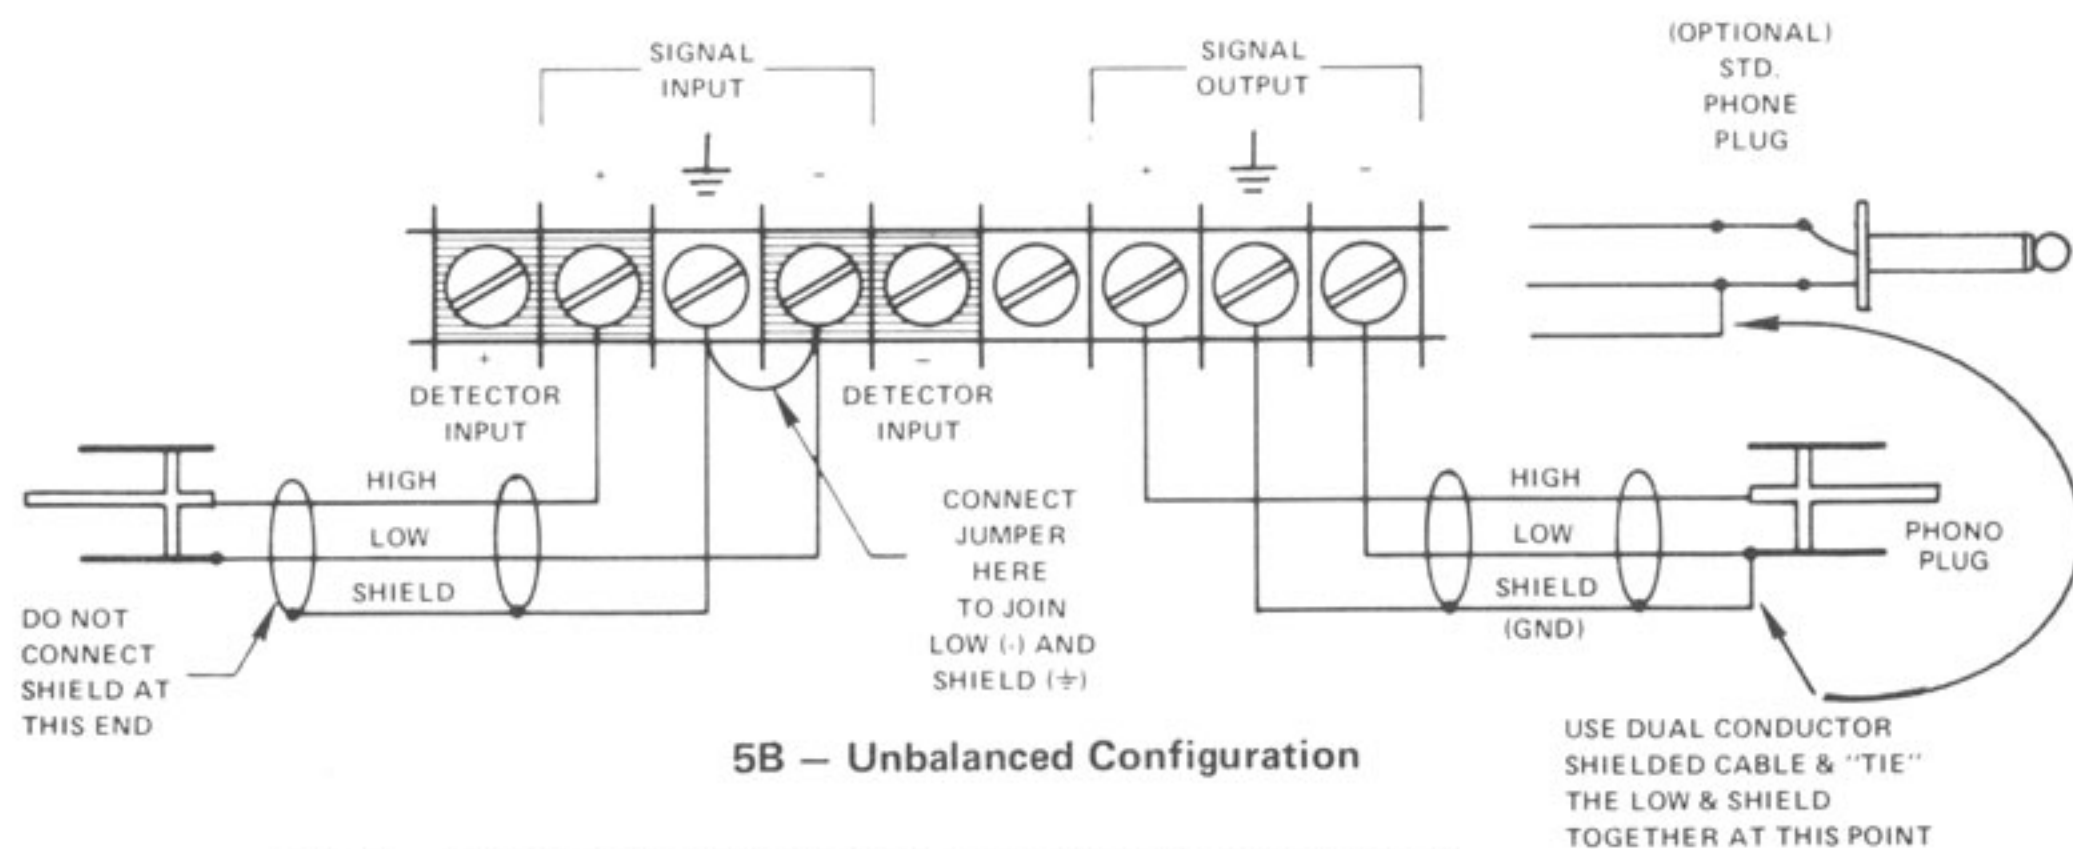 SIGNAL
INPUT
SIGNAL
OUTPUT
(OPTIONAL)
STD.
PHONE
PLUG
+
-
+
-
+
-
DETECTOR
INPUT
DETECTOR
INPUT
HIGH
LOW
SHIELD
DO NOT
CONNECT
SHIELD AT
THIS END
CONNECT
JUMPER
HERE
TO JOIN
LOW (-) AND
SHIELD (⏚)
HIGH
LOW
SHIELD
(GND)
PHONO
PLUG
USE DUAL CONDUCTOR
SHIELDED CABLE & "TIE"
THE LOW & SHIELD
TOGETHER AT THIS POINT
5B — Unbalanced Configuration